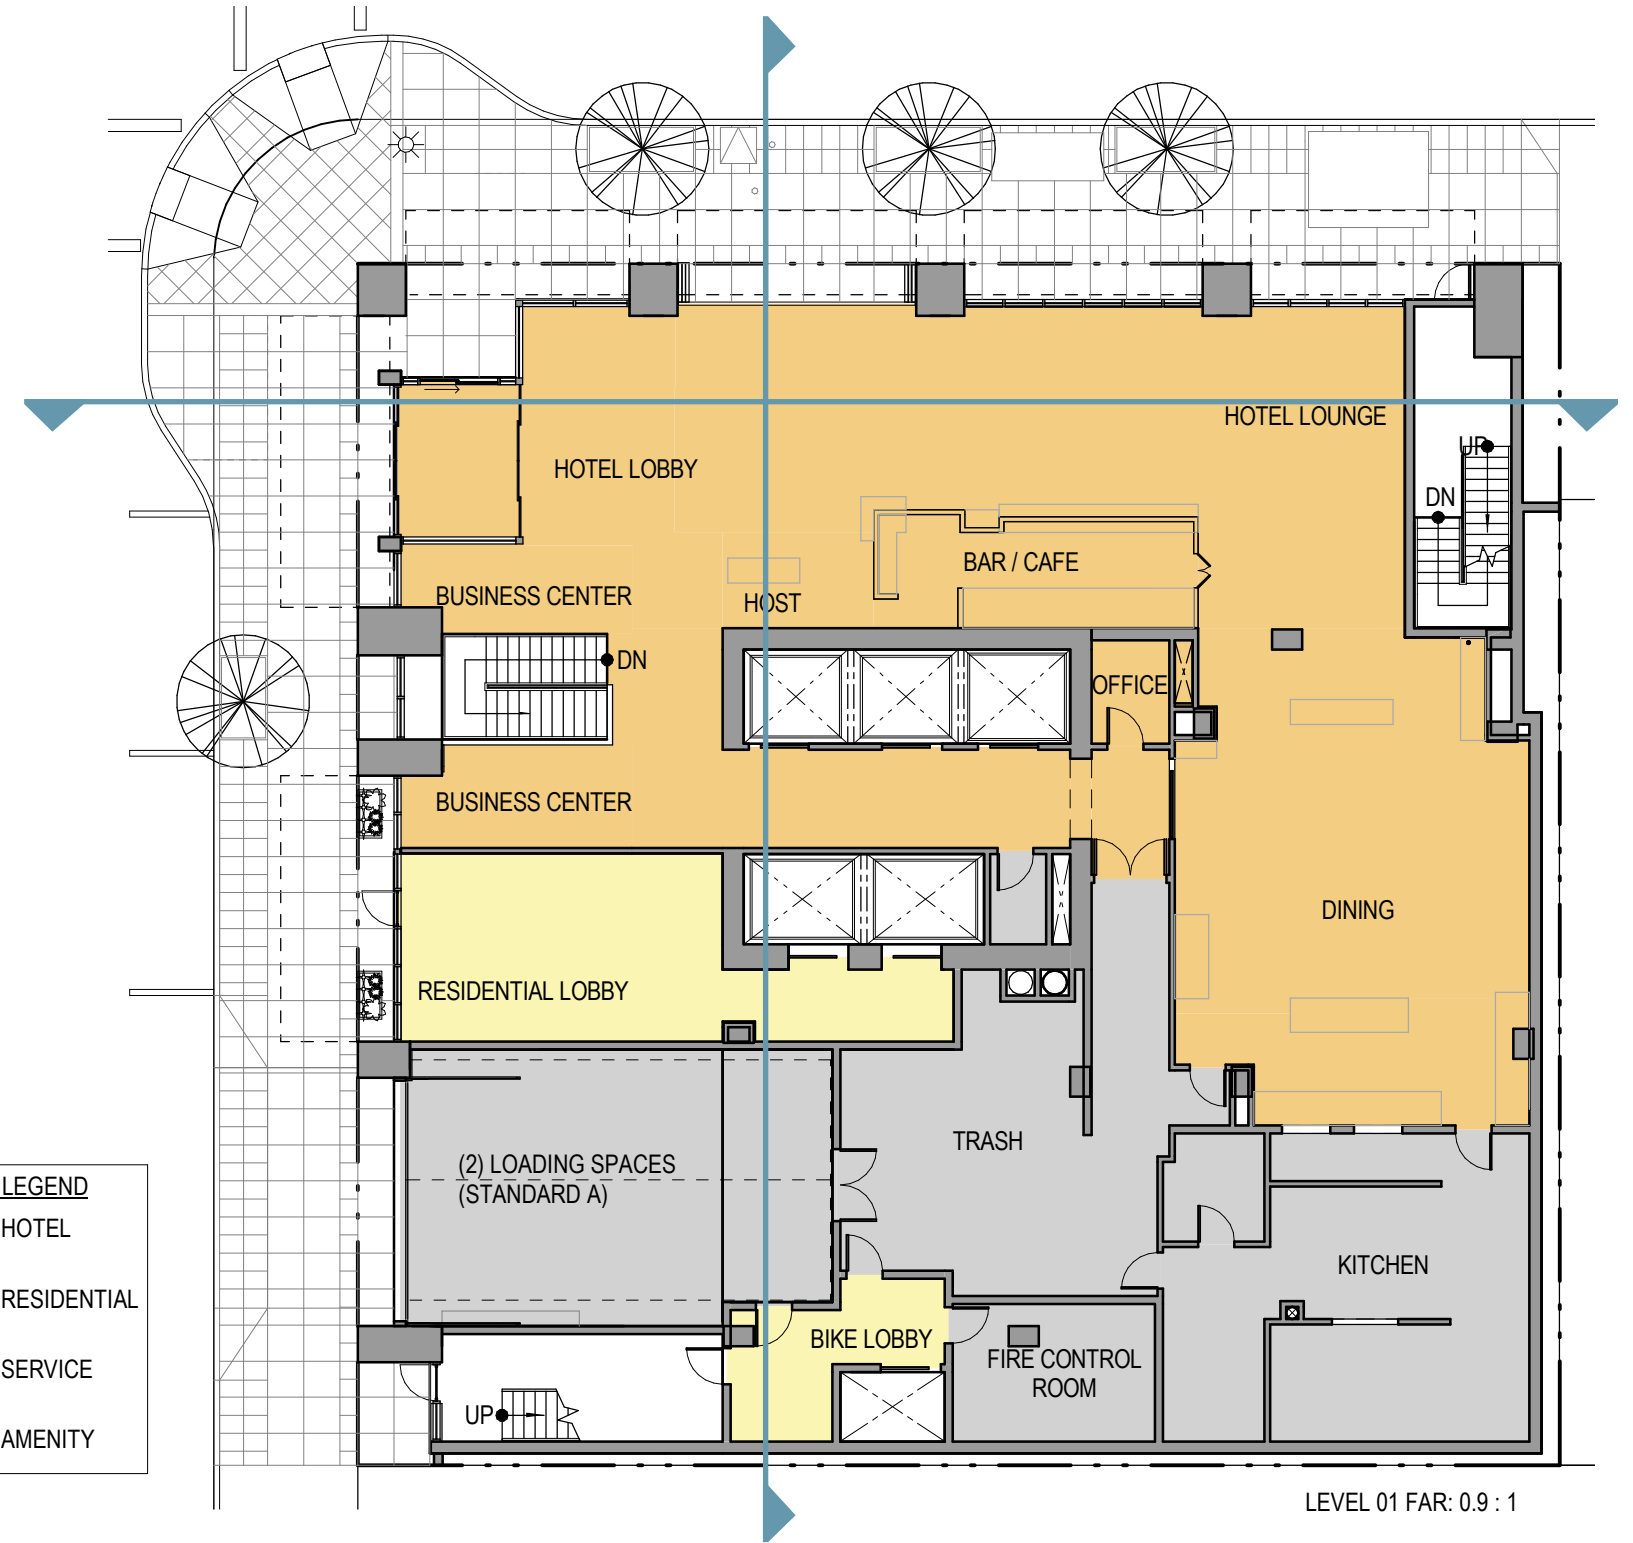 HOTEL LOUNGE
UP
HOTEL LOBBY
DN
BAR / CAFE
BUSINESS CENTER
HOST
DN
OFFICE
BUSINESS CENTER
DINING
RESIDENTIAL LOBBY
TRASH
(2) LOADING SPACES
(STANDARD A)
LEGEND
HOTEL
RESIDENTIAL
SERVICE
AMENITY
KITCHEN
BIKE LOBBY
FIRE CONTROL
ROOM
UP
LEVEL 01 FAR: 0.9 : 1